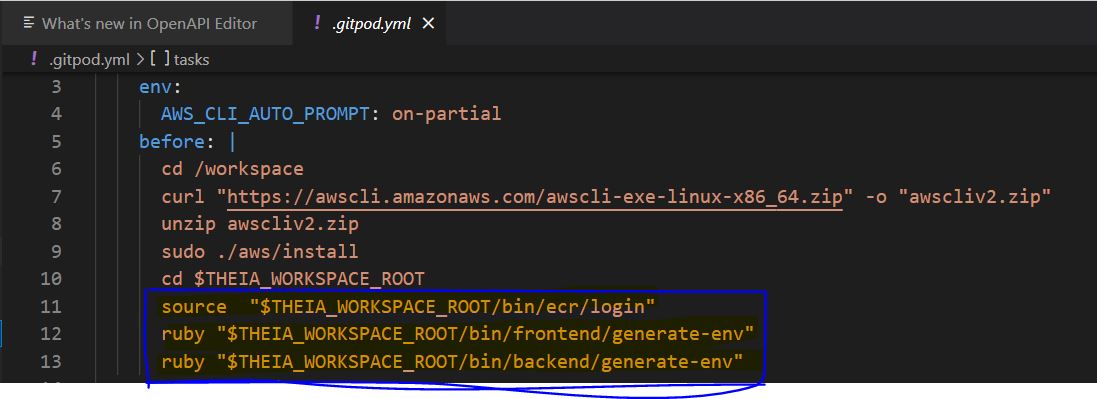 What's new in OpenAPI Editor
! .gitpod.yml ×
! .gitpod.yml > [ ] tasks
3 env:
4 AWS_CLI_AUTO_PROMPT: on-partial
5 before: |
6 cd /workspace
7 curl "https://awscli.amazonaws.com/awscli-exe-linux-x86_64.zip" -o "awscliv2.zip"
8 unzip awscliv2.zip
9 sudo ./aws/install
10 cd $THEIA_WORKSPACE_ROOT
11 source  "$THEIA_WORKSPACE_ROOT/bin/ecr/login"
12 ruby "$THEIA_WORKSPACE_ROOT/bin/frontend/generate-env"
13 ruby "$THEIA_WORKSPACE_ROOT/bin/backend/generate-env"